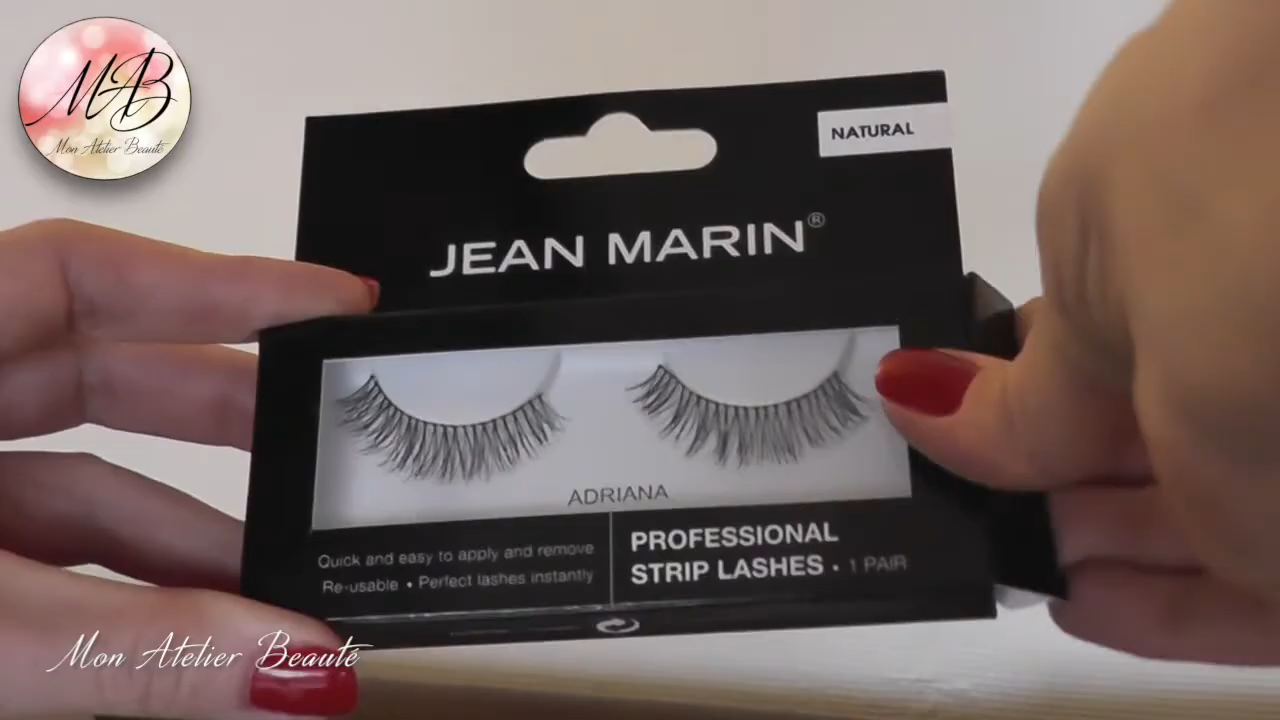 MAB
Mon Atelier Beauté
NATURAL
JEAN MARIN®
ADRIANA
Quick and easy to apply and remove
Re-usable • Perfect lashes instantly
PROFESSIONAL
STRIP LASHES • 1 PAIR
Mon Atelier Beauté